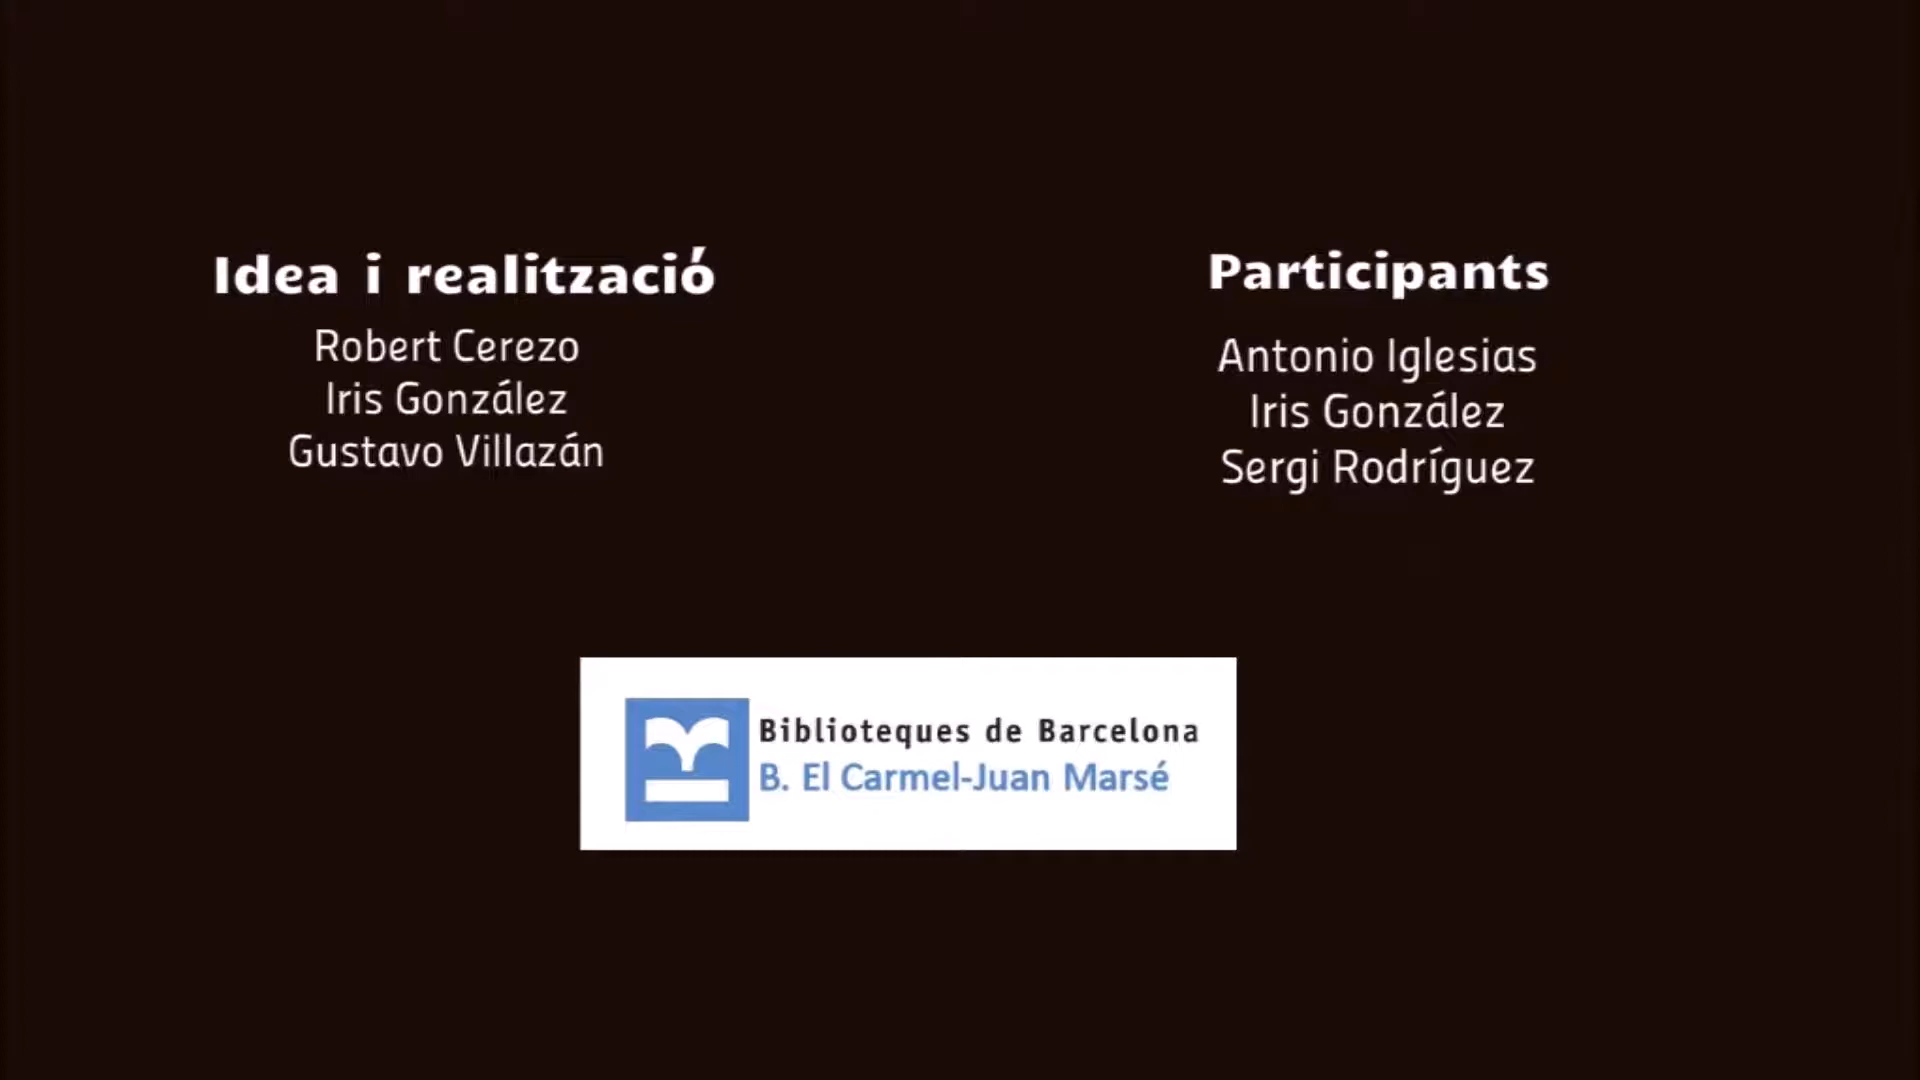 Idea i realització
Robert Cerezo
Iris González
Gustavo Villazán
Participants
Antonio Iglesias
Iris González
Sergi Rodríguez
Biblioteques de Barcelona
B. El Carmel-Juan Marsé